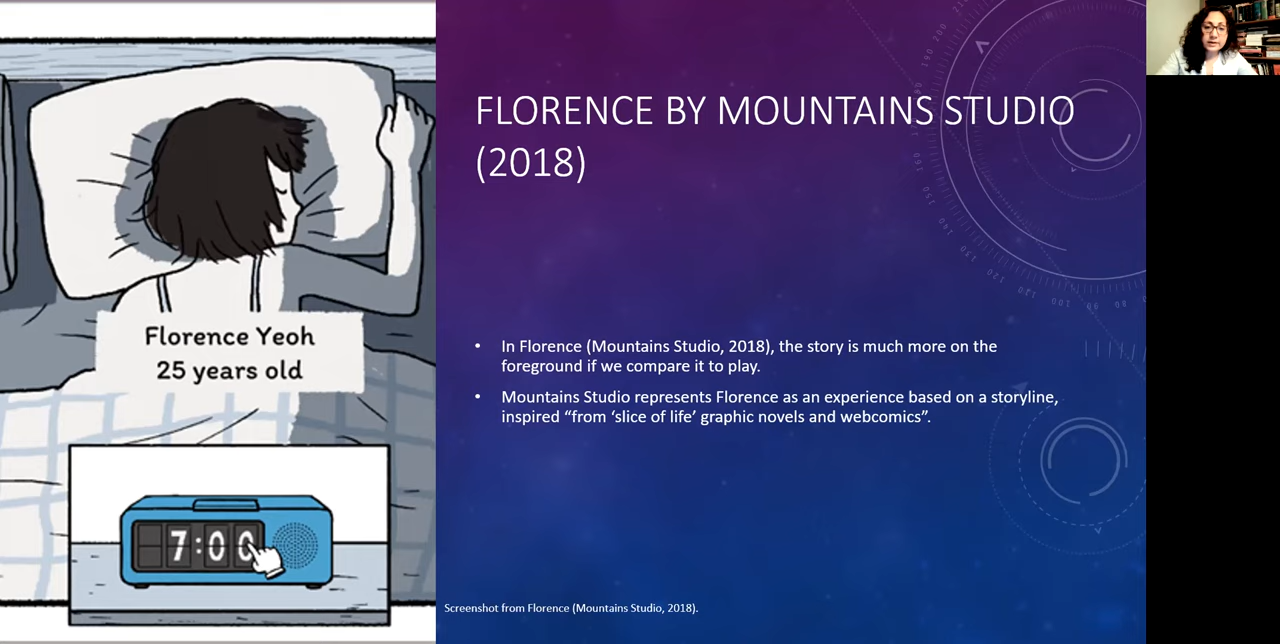 FLORENCE BY MOUNTAINS STUDIO
(2018)
Florence Yeoh
25 years old
7:00
• In Florence (Mountains Studio, 2018), the story is much more on the
foreground if we compare it to play.
• Mountains Studio represents Florence as an experience based on a storyline,
inspired “from ‘slice of life’ graphic novels and webcomics”.
Screenshot from Florence (Mountains Studio, 2018).